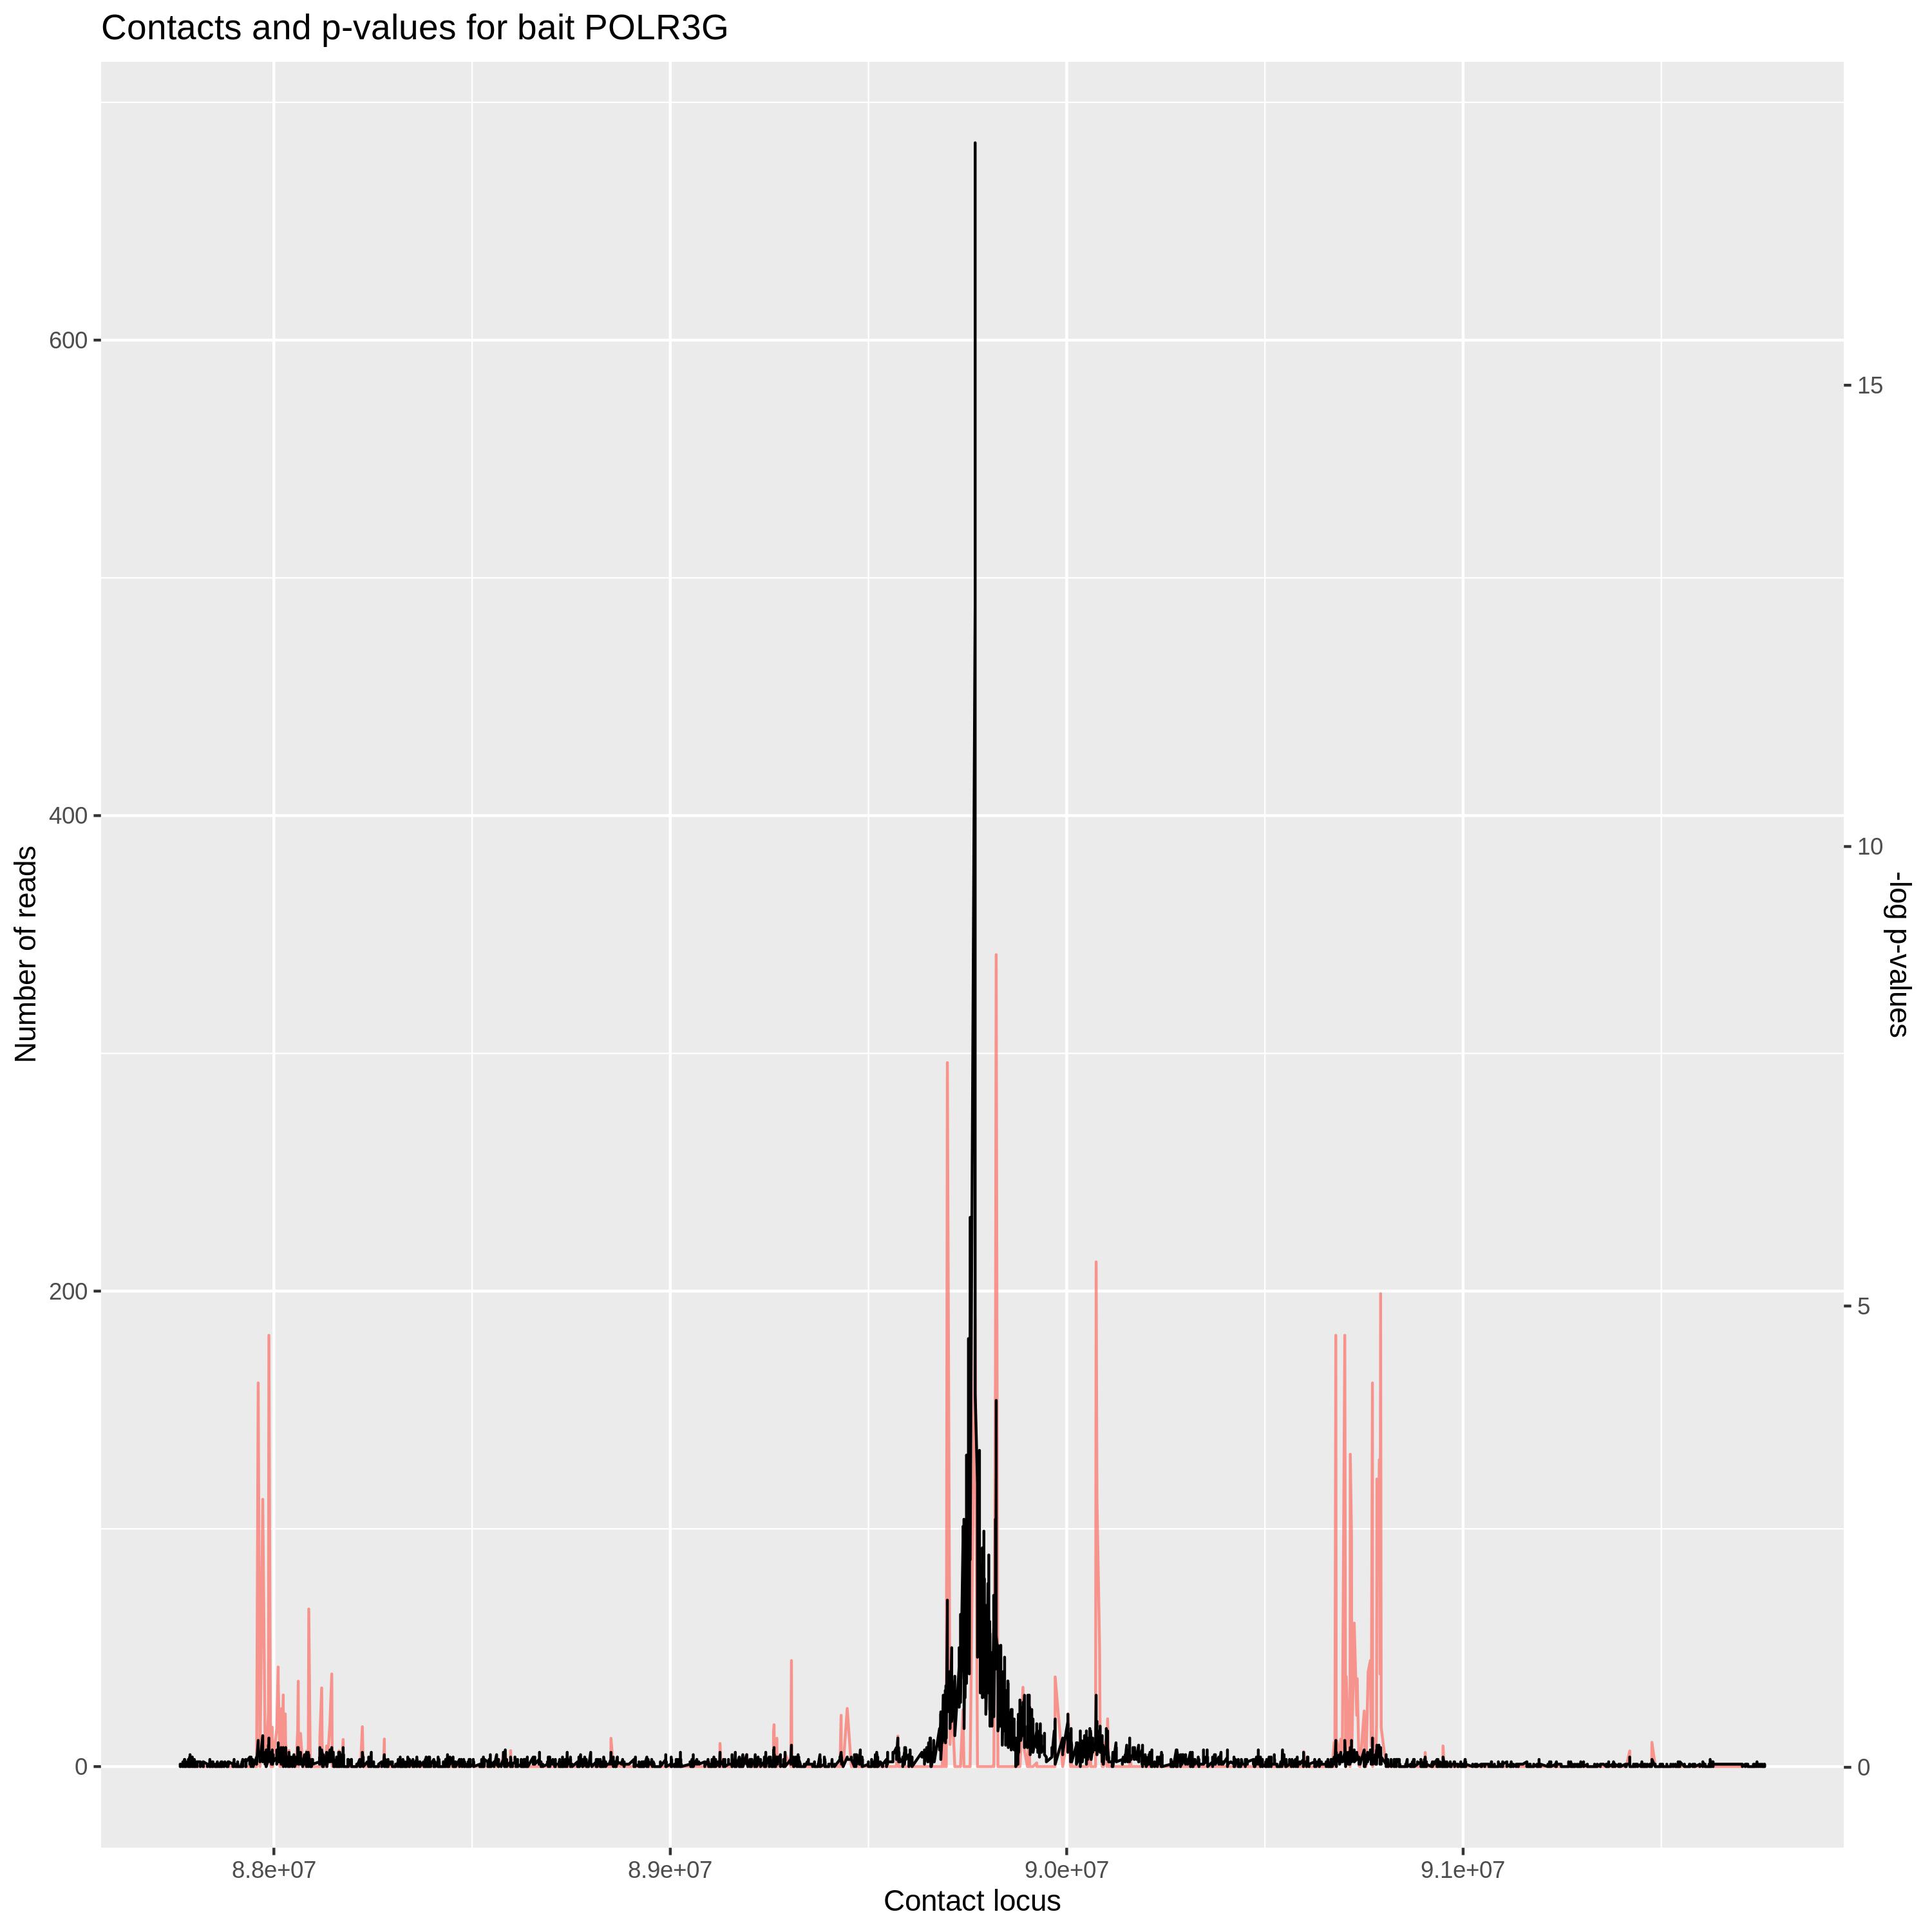 Contacts and p-values for bait POLR3G
Number of reads
600
400
200
0
15
10
5
0
-log p-values
8.8e+07
8.9e+07
9.0e+07
9.1e+07
Contact locus